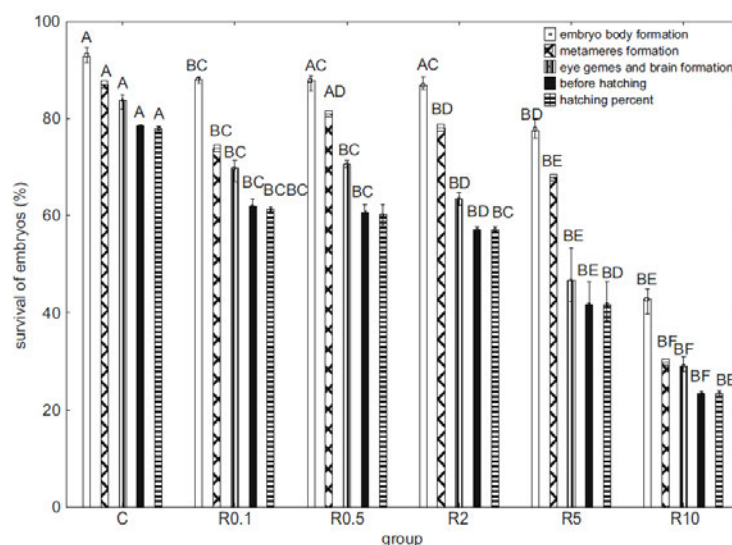 100
80
60
40
20
0
survival of embryos (%)
embryo body formation
metameres formation
eye gemes and brain formation
before hatching
hatching percent
A A A A A
BC BC BC BC BC
AC AD BC BC
AC BD BD BD BC
BD BE BE BE BD
BE BF BF BF BE
C R0.1 R0.5 R2 R5 R10
group